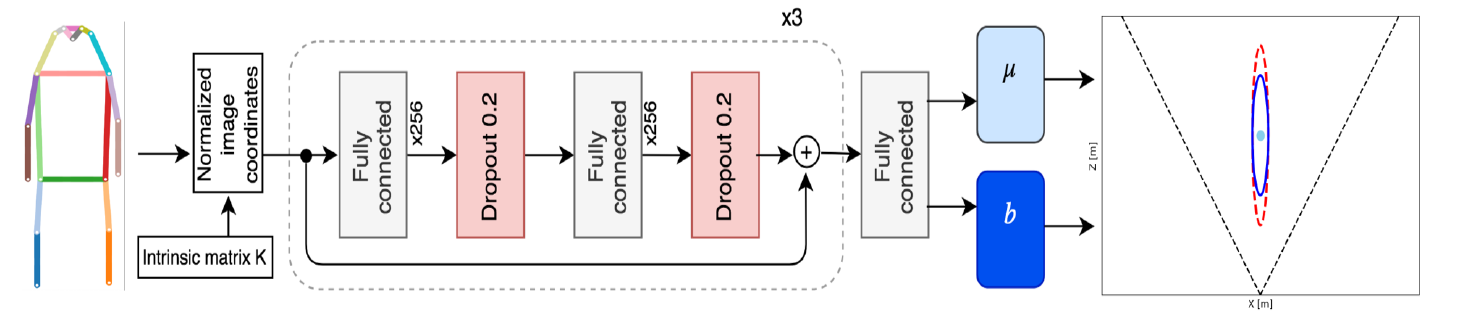 x3
Normalized
image
coordinates
Intrinsic matrix K
Fully
connected
x256
Dropout 0.2
Fully
connected
x256
Dropout 0.2
+
Fully
connected
μ
b
Z [m]
X [m]